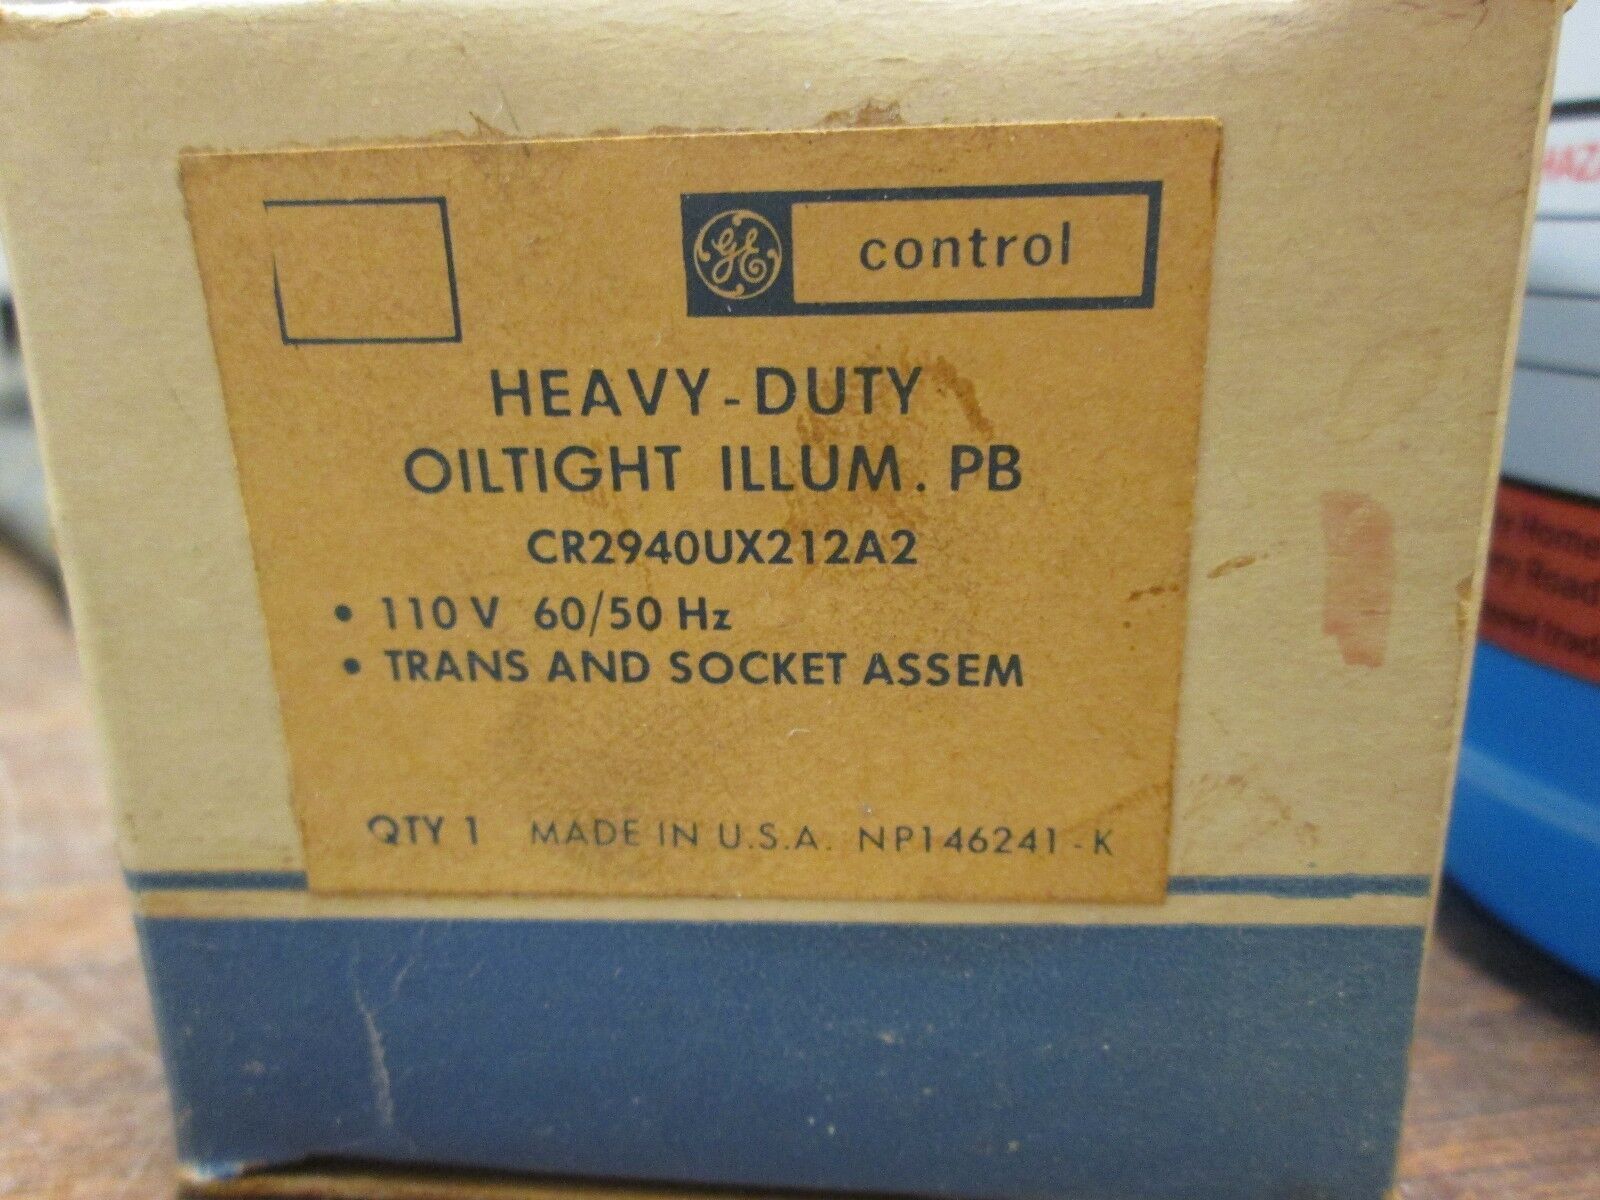 GE control
HEAVY-DUTY
OILTIGHT ILLUM. PB
CR2940UX212A2
• 110 V 60/50 Hz
• TRANS AND SOCKET ASSEM
QTY 1 MADE IN U.S.A. NP146241-K